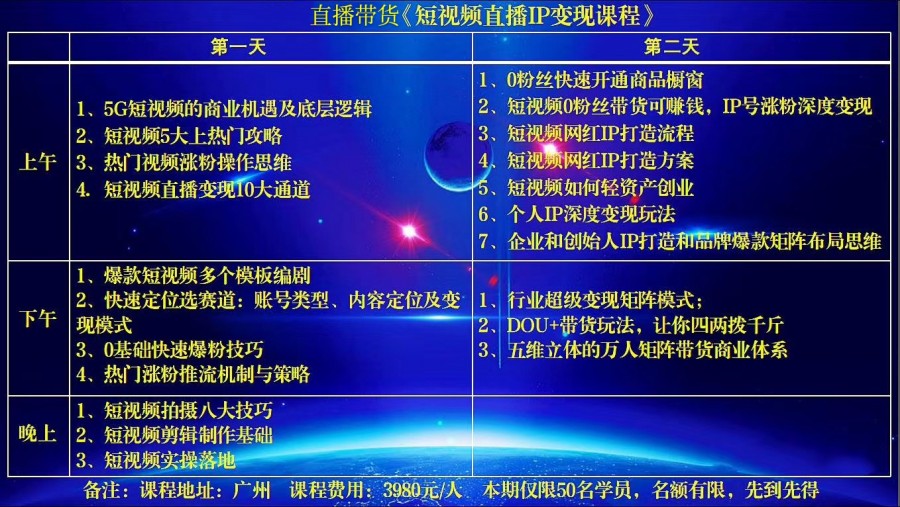 直播带货《短视频直播IP变现课程》
第一天
第二天
上午
1、5G短视频的商业机遇及底层逻辑
2、短视频5大上热门攻略
3、热门视频涨粉操作思维
4. 短视频直播变现10大通道
1、0粉丝快速开通商品橱窗
2、短视频0粉丝带货可赚钱，IP号涨粉深度变现
3、短视频网红IP打造流程
4、短视频网红IP打造方案
5、短视频如何轻资产创业
6、个人IP深度变现玩法
7、企业和创始人IP打造和品牌爆款矩阵布局思维
下午
1、爆款短视频多个模板编剧
2、快速定位选赛道：账号类型、内容定位及变
现模式
3、0基础快速爆粉技巧
4、热门涨粉推流机制与策略
1、行业超级变现矩阵模式；
2、DOU+带货玩法，让你四两拨千斤
3、五维立体的万人矩阵带货商业体系
晚上
1、短视频拍摄八大技巧
2、短视频剪辑制作基础
3、短视频实操落地
备注：课程地址：广州 课程费用：3980元/人 本期仅限50名学员，名额有限，先到先得